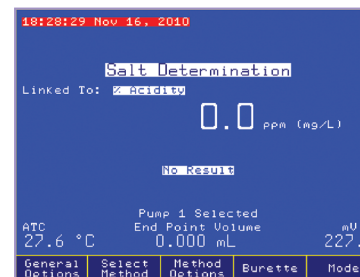 18:28:29 Nov 16, 2010
Salt Determination
Linked To: % Acidity
0.0 ppm (mg/L)
No Result
Pump 1 Selected
ATC End Point Volume mV
27.6 °C 0.000 mL 227.
General Options Select Method Method Options Burette Mode